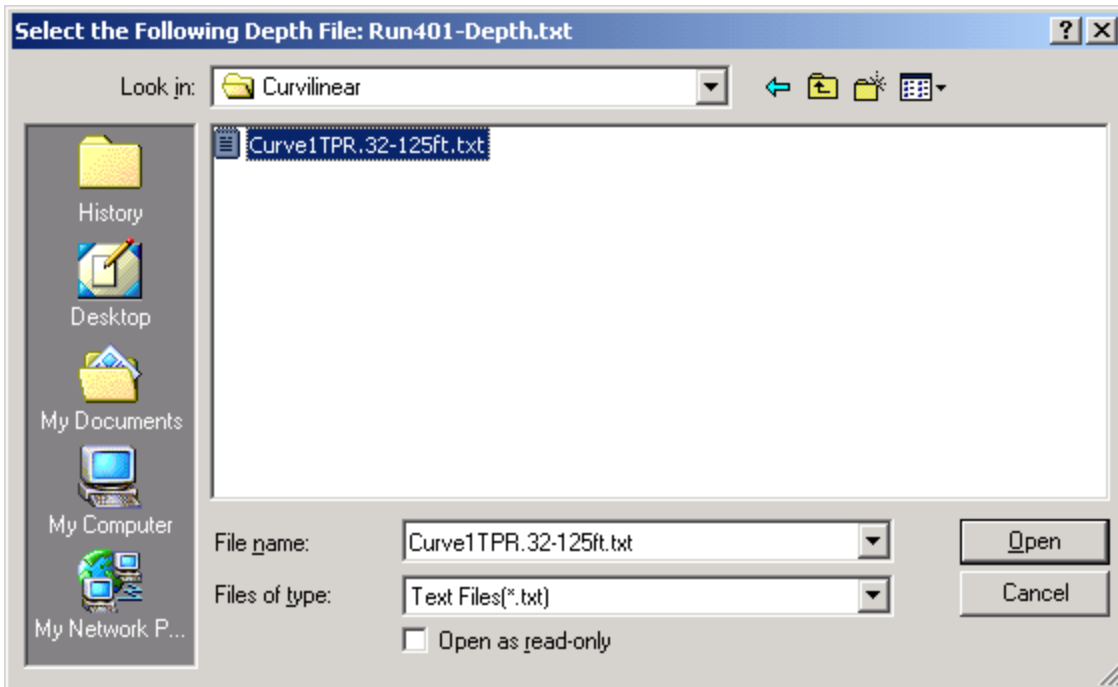 Select the Following Depth File: Run401-Depth.txt
Look in: Curvilinear
Curve1TPR.32-125ft.txt
History
Desktop
My Documents
My Computer
My Network P...
File name: Curve1TPR.32-125ft.txt Open
Files of type: Text Files(*.txt) Cancel
Open as read-only